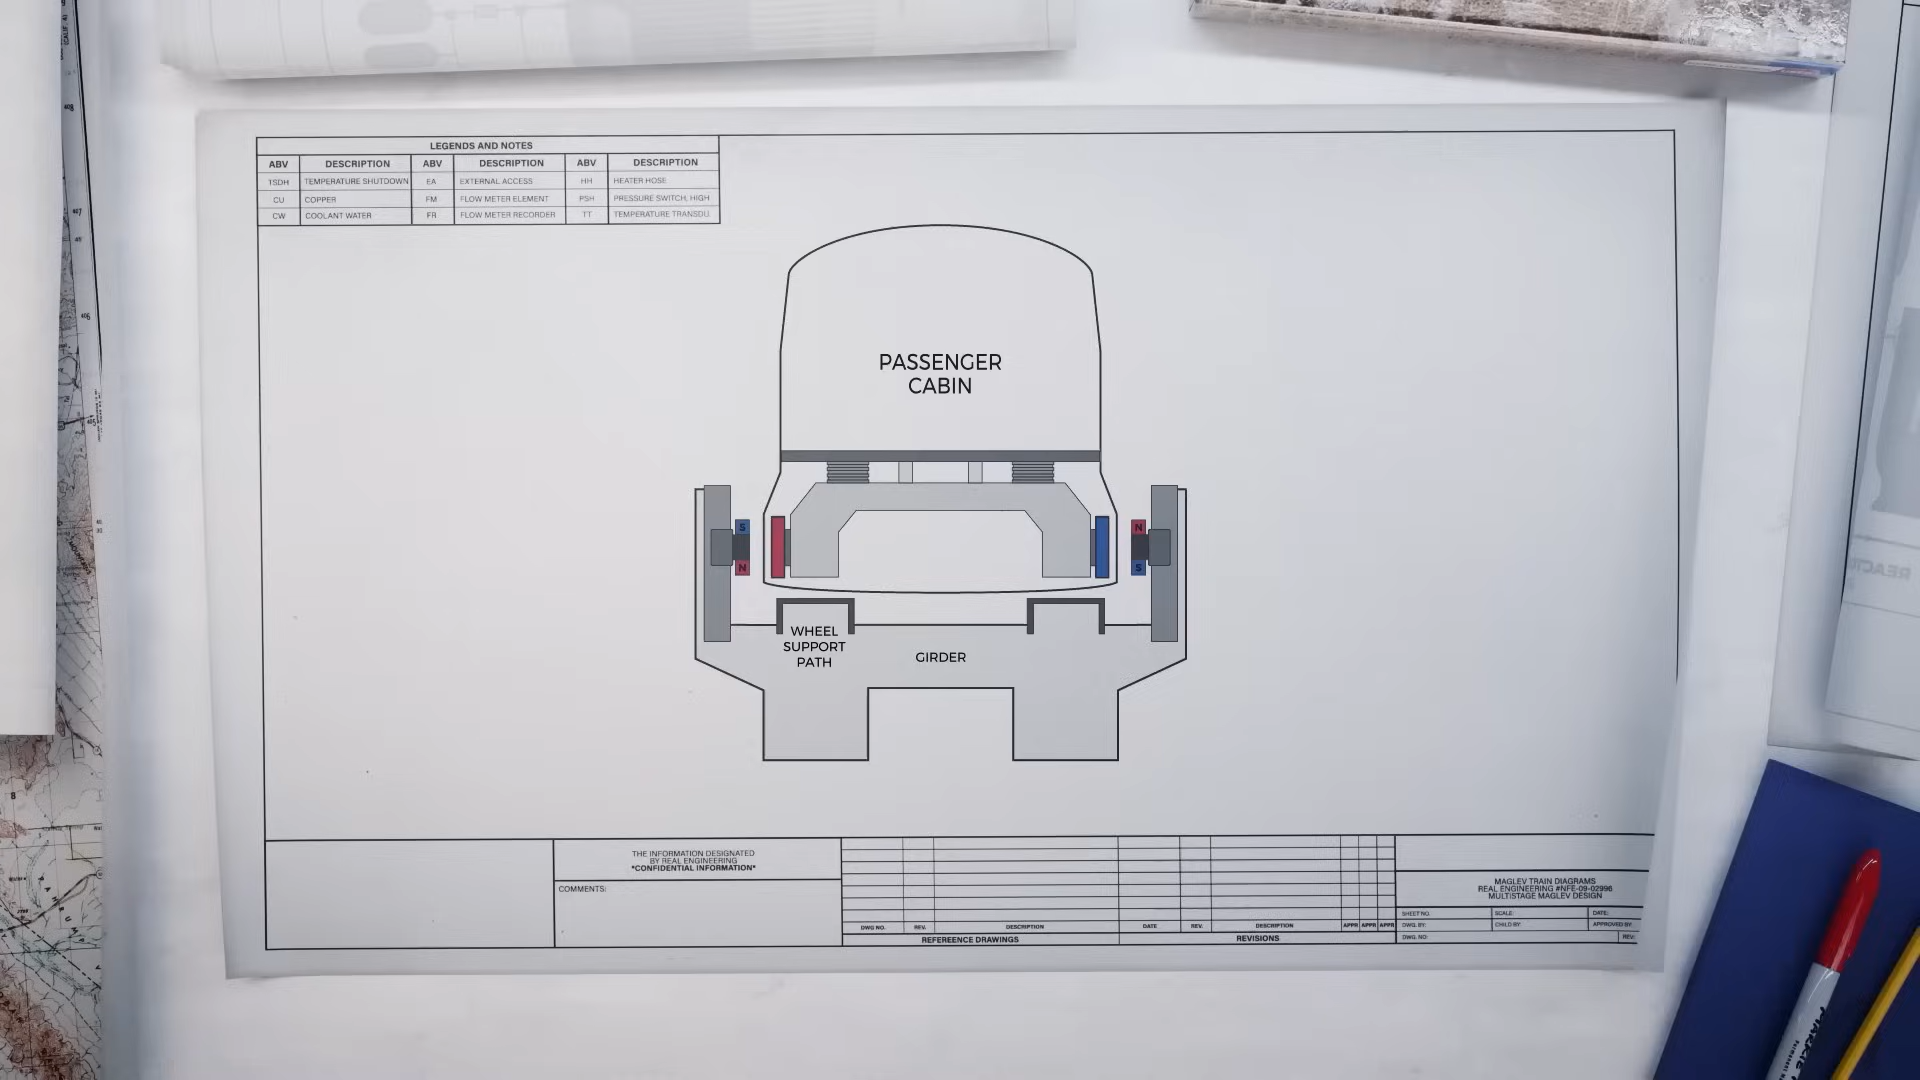 LEGENDS AND NOTES
ABV DESCRIPTION ABV DESCRIPTION ABV DESCRIPTION
TSDH TEMPERATURE SHUTDOWN EA EXTERNAL ACCESS HH HEATER HOSE
CU COPPER FM FLOW METER ELEMENT PSH PRESSURE SWITCH, HIGH
CW COOLANT WATER FR FLOW METER RECORDER TT TEMPERATURE TRANSDU
PASSENGER
CABIN
S
N
N
S
WHEEL
SUPPORT
PATH
GIRDER
THE INFORMATION DESIGNATED
BY REAL ENGINEERING
*CONFIDENTIAL INFORMATION*
COMMENTS:
DWG NO. REV. DESCRIPTION DATE REV. DESCRIPTION APPR APPR APPR
REFEREENCE DRAWINGS REVISIONS
MAGLEV TRAIN DIAGRAMS
REAL ENGINEERING #NFE-09-02996
MULTISTAGE MAGLEV DESIGN
SHEET NO. SCALE: DATE:
DWG. BY: CHILD BY: APPROVED BY:
DWG. NO: REV: